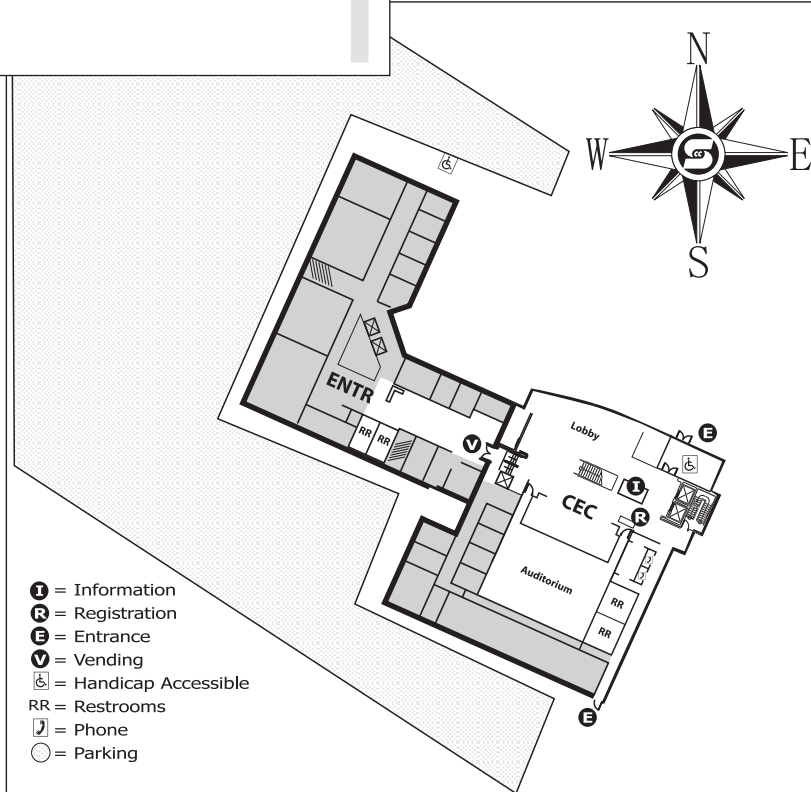 N
W
E
S
ENTR
RR
RR
V
Lobby
E
I
CEC
R
Auditorium
RR
RR
E
I = Information
R = Registration
E = Entrance
V = Vending
= Handicap Accessible
RR = Restrooms
= Phone
= Parking